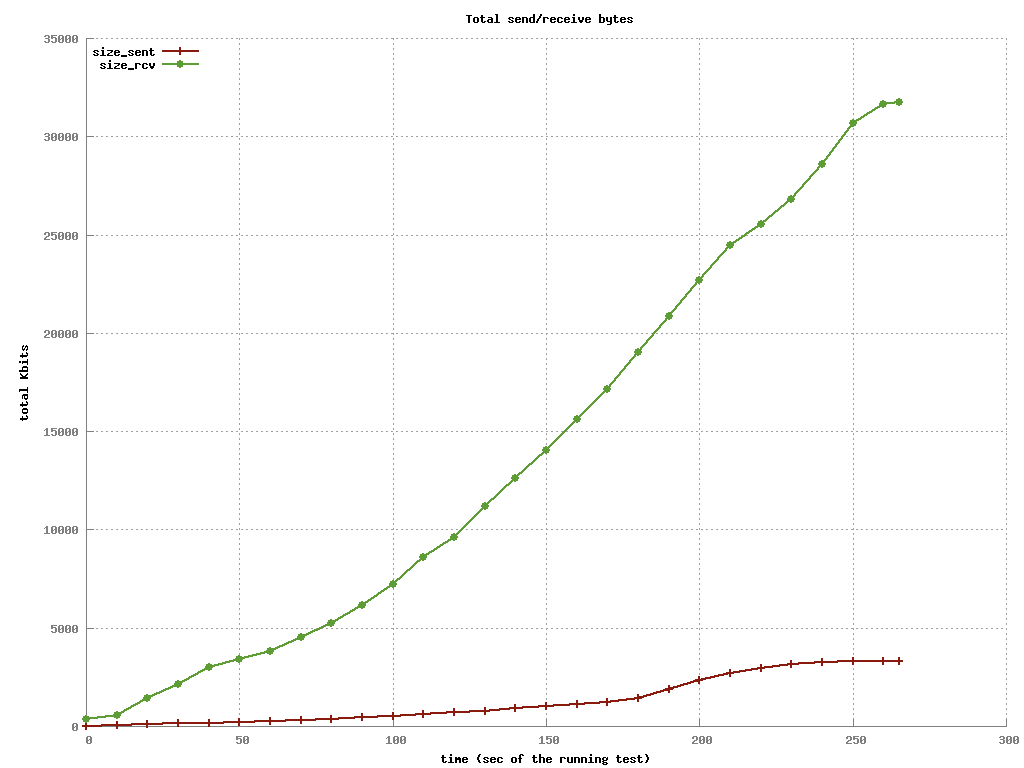 Total send/receive bytes
35000
size_sent
size_rcv
30000
25000
20000
total Kbits
15000
10000
5000
0
0 50 100 150 200 250 300
time (sec of the running test)